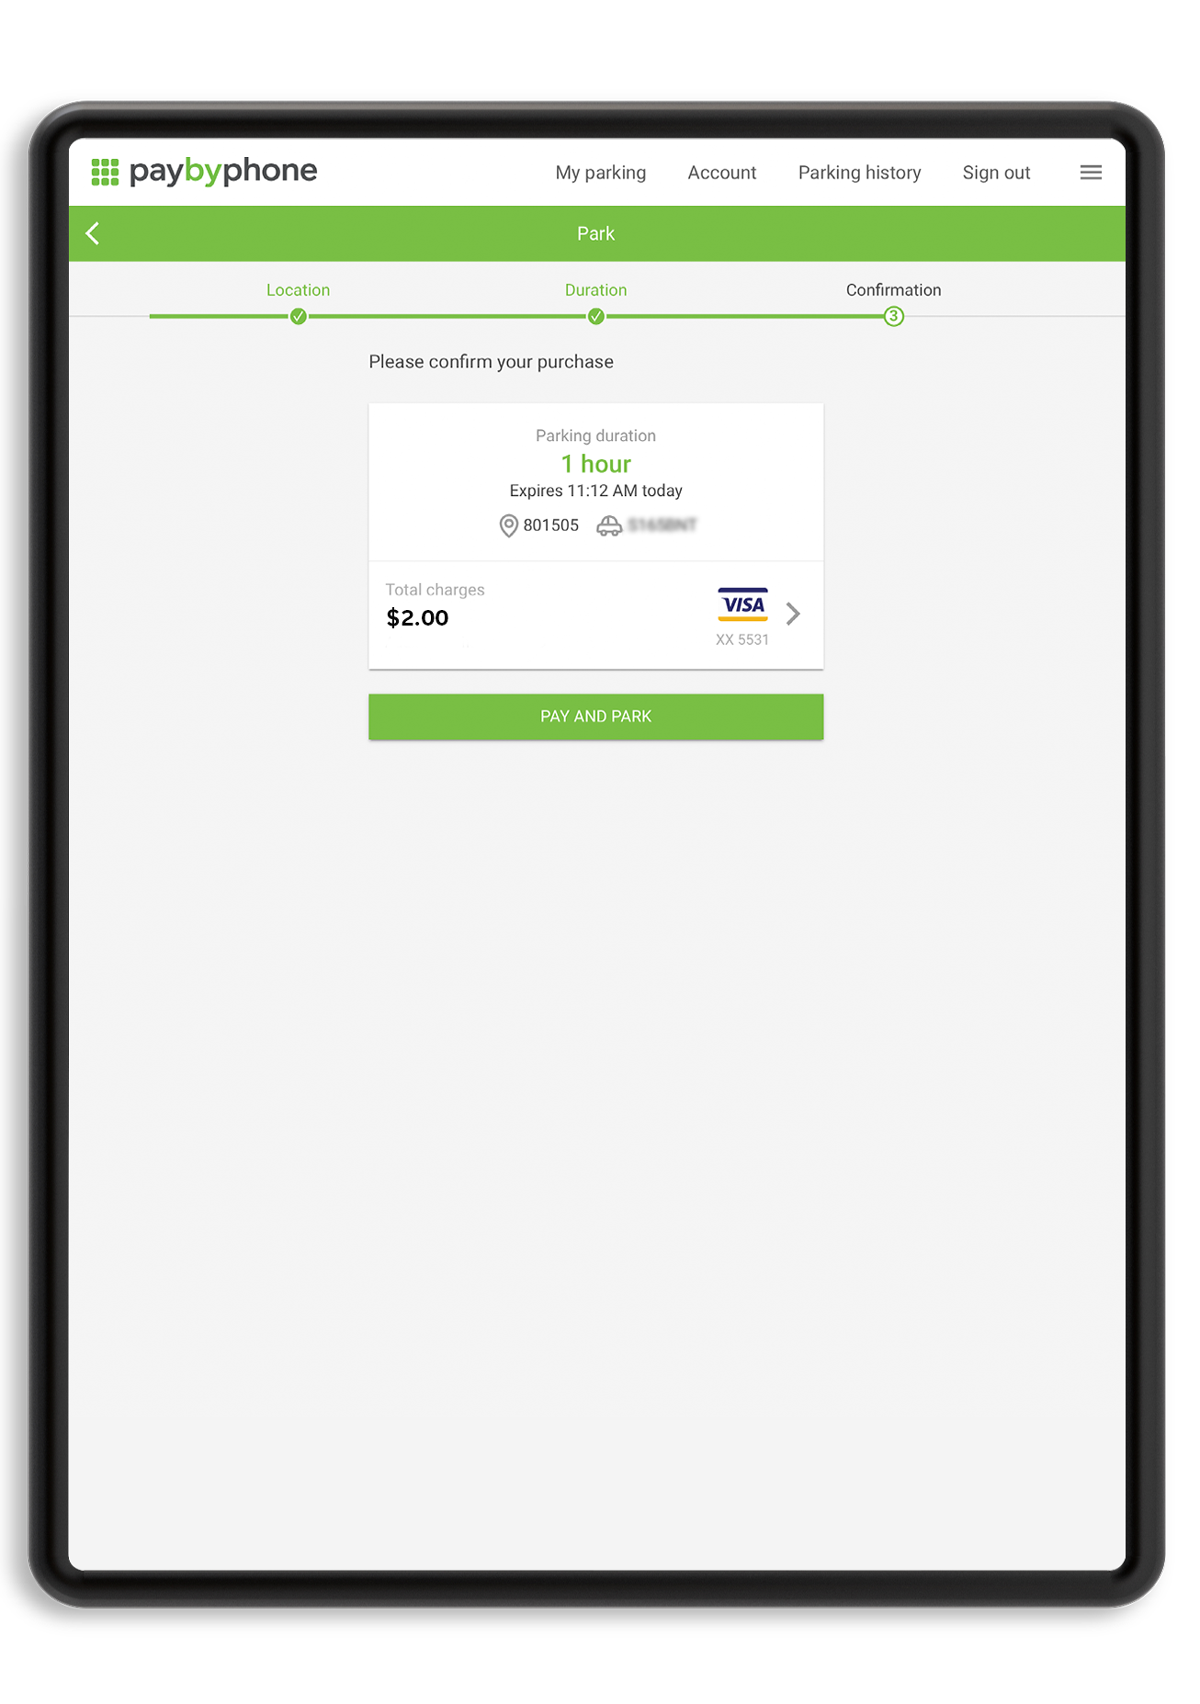 paybyphone
My parking Account Parking history Sign out
Park
Location Duration Confirmation
3
Please confirm your purchase
Parking duration
1 hour
Expires 11:12 AM today
801505
Total charges
$2.00
VISA
XX 5531
PAY AND PARK